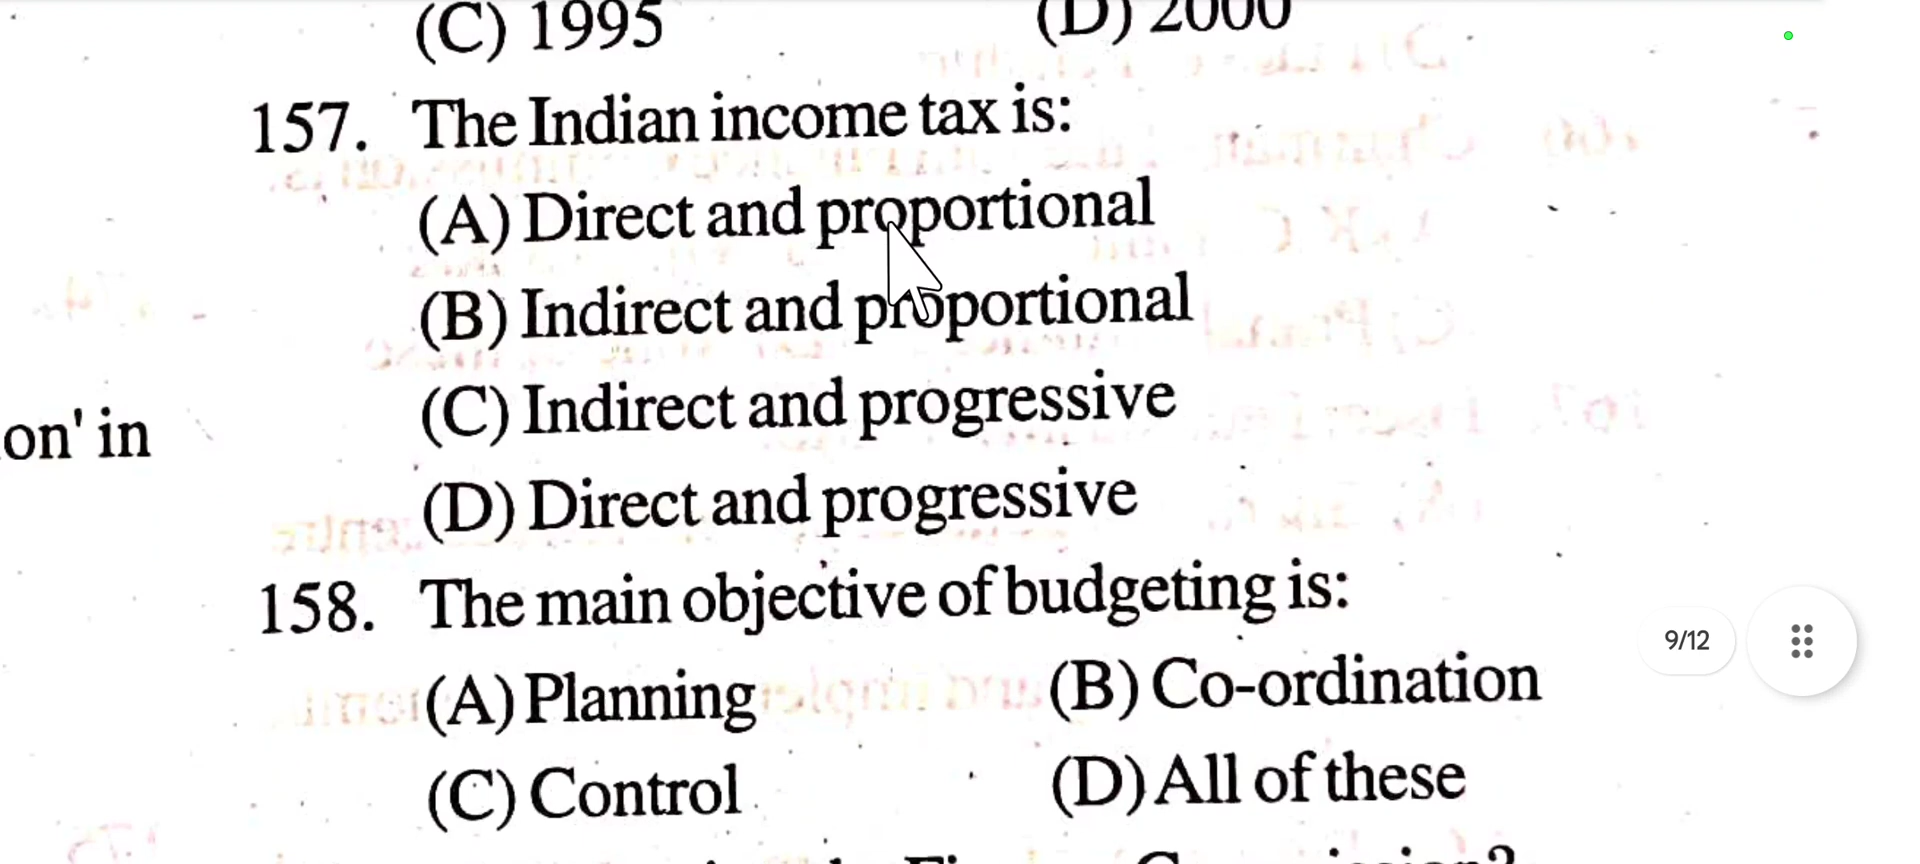 (C) 1995 (D) 2000
157. The Indian income tax is:
(A) Direct and proportional
(B) Indirect and proportional
on' in
(C) Indirect and progressive
(D) Direct and progressive
158. The main objective of budgeting is:
9/12
(A) Planning (B) Co-ordination
(C) Control (D) All of these